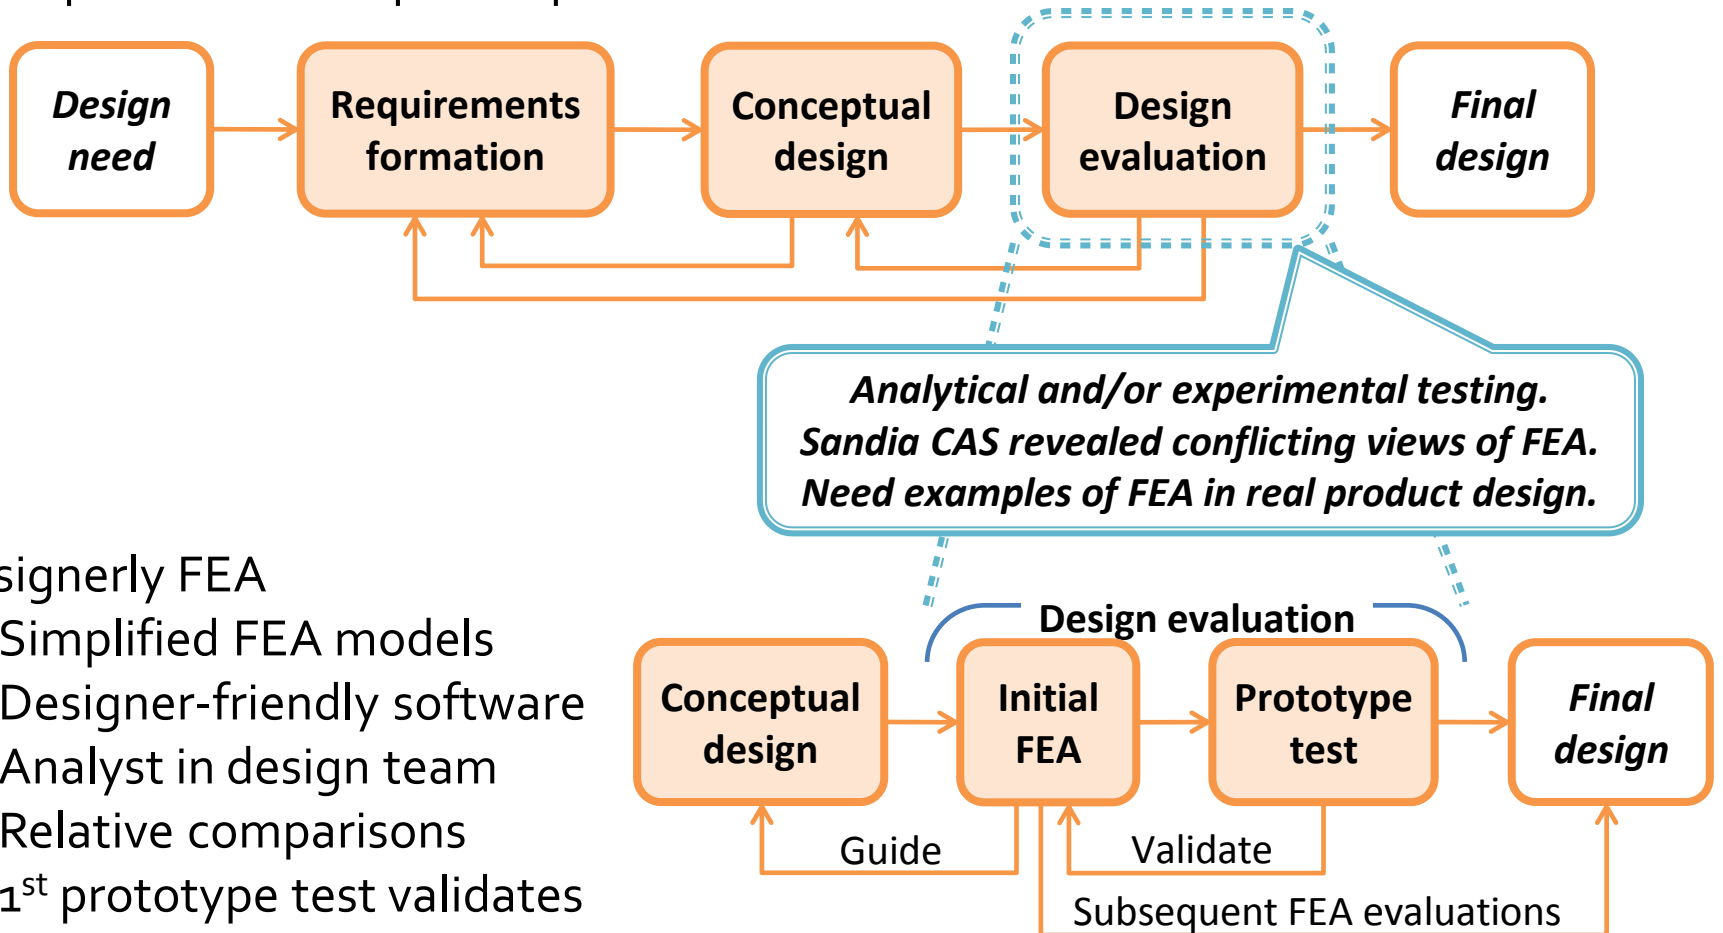 Design
need
Requirements
formation
Conceptual
design
Design
evaluation
Final
design
Analytical and/or experimental testing.
Sandia CAS revealed conflicting views of FEA.
Need examples of FEA in real product design.
signerly FEA
Simplified FEA models
Designer-friendly software
Analyst in design team
Relative comparisons
1st prototype test validates
Design evaluation
Conceptual
design
Initial
FEA
Prototype
test
Final
design
Guide
Validate
Subsequent FEA evaluations